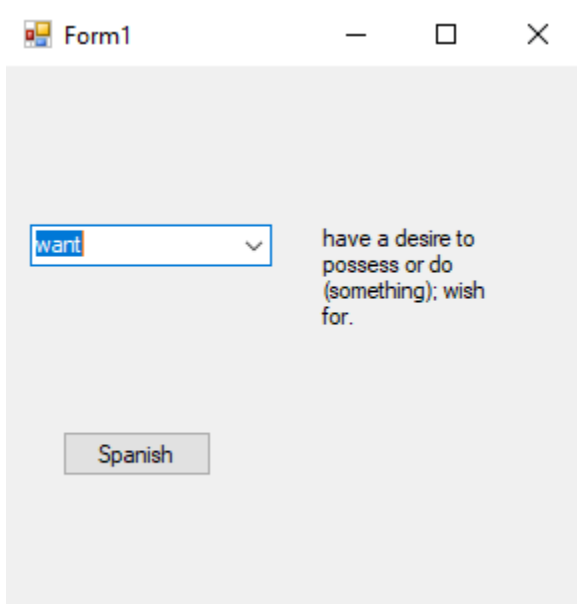 Form1
want
have a desire to
possess or do
(something); wish
for.
Spanish